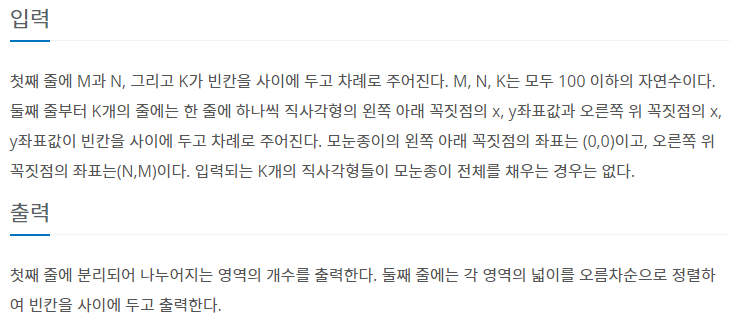 입력
첫째 줄에 M과 N, 그리고 K가 빈칸을 사이에 두고 차례로 주어진다. M, N, K는 모두 100 이하의 자연수이다.
둘째 줄부터 K개의 줄에는 한 줄에 하나씩 직사각형의 왼쪽 아래 꼭짓점의 x, y좌표값과 오른쪽 위 꼭짓점의 x,
y좌표값이 빈칸을 사이에 두고 차례로 주어진다. 모눈종이의 왼쪽 아래 꼭짓점의 좌표는 (0,0)이고, 오른쪽 위
꼭짓점의 좌표는(N,M)이다. 입력되는 K개의 직사각형들이 모눈종이 전체를 채우는 경우는 없다.
출력
첫째 줄에 분리되어 나누어지는 영역의 개수를 출력한다. 둘째 줄에는 각 영역의 넓이를 오름차순으로 정렬하
여 빈칸을 사이에 두고 출력한다.